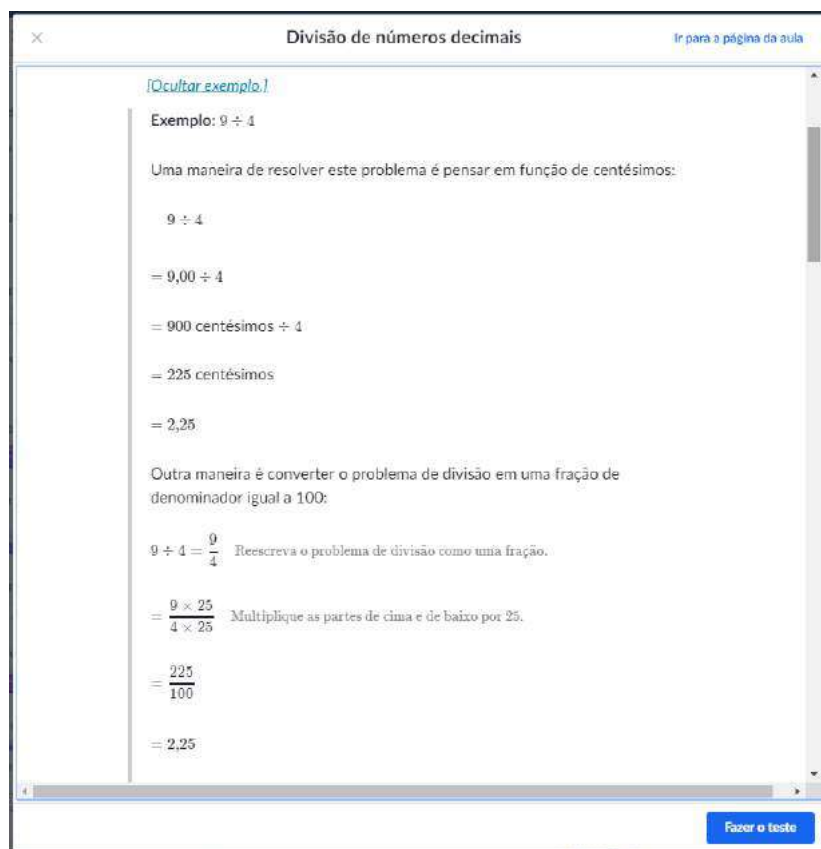 ×
Divisão de números decimais
Ir para a página da aula
[Ocultar exemplo.]
Exemplo: 9 ÷ 4
Uma maneira de resolver este problema é pensar em função de centésimos:
9 ÷ 4
= 9,00 ÷ 4
= 900 centésimos ÷ 4
= 225 centésimos
= 2,25
Outra maneira é converter o problema de divisão em uma fração de
denominador igual a 100:
9 ÷ 4 = 9/4 Reescreva o problema de divisão como uma fração.
= 9 × 25 / 4 × 25 Multiplique as partes de cima e de baixo por 25.
= 225/100
= 2,25
Fazer o teste